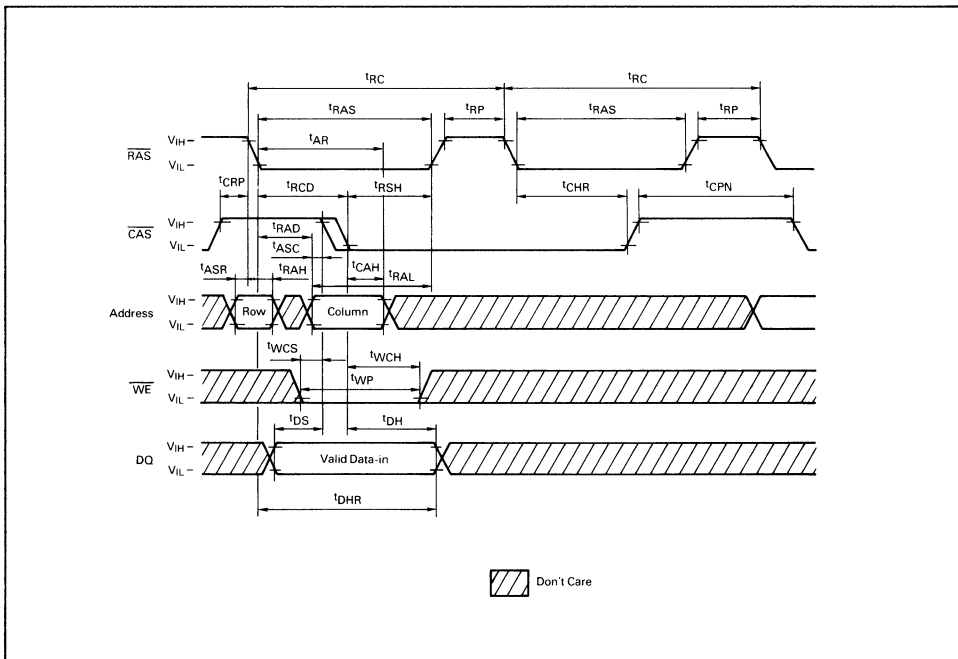 tRC tRC
tRAS tRP tRAS tRP
tAR
RAS VIH VIL
tCRP tRCD tRSH tCHR tCPN
CAS VIH VIL
tRAD
tASC
tASR tRAH tCAH tRAL
Address VIH VIL Row Column
tWCS tWCH
tWP
WE VIH VIL
tDS tDH
DQ VIH VIL Valid Data-in
tDHR
Don't Care